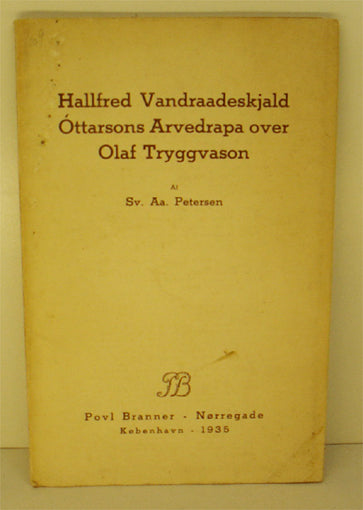 Hallfred Vandraadeskjald
Óttarsons Arvedrapa over
Olaf Tryggvason
Af
Sv. Aa. Petersen
PB
Povl Branner - Nørregade
København - 1935